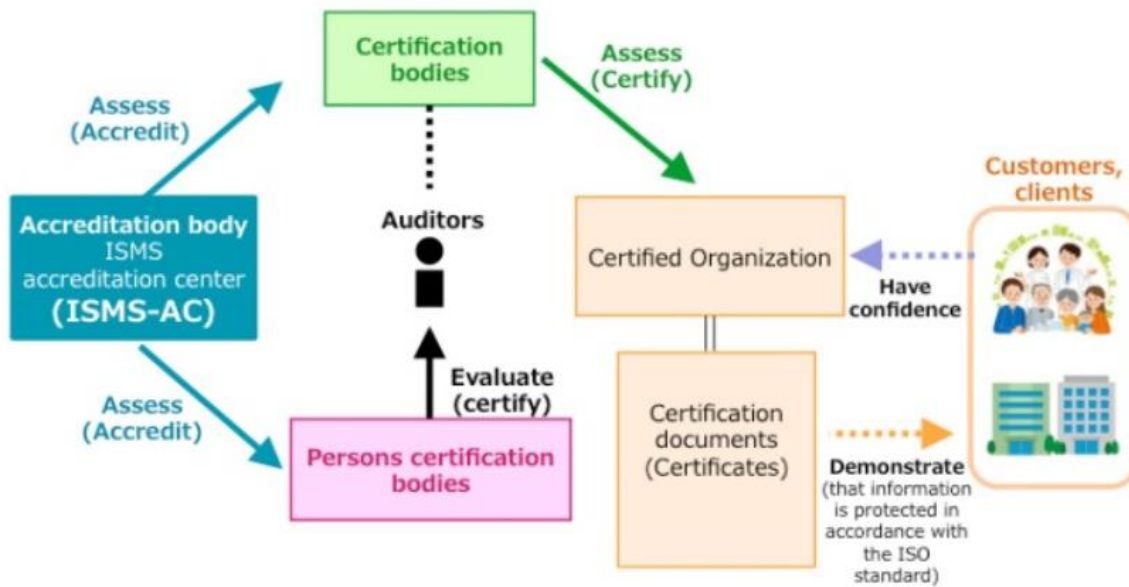 Certification
bodies
Assess
(Certify)
Assess
(Accredit)
Customers,
clients
Accreditation body
ISMS
accreditation center
(ISMS-AC)
Auditors
Certified Organization
Have
confidence
Assess
(Accredit)
Evaluate
(certify)
Persons certification
bodies
Certification
documents
(Certificates)
Demonstrate
(that information
is protected in
accordance with
the ISO
standard)